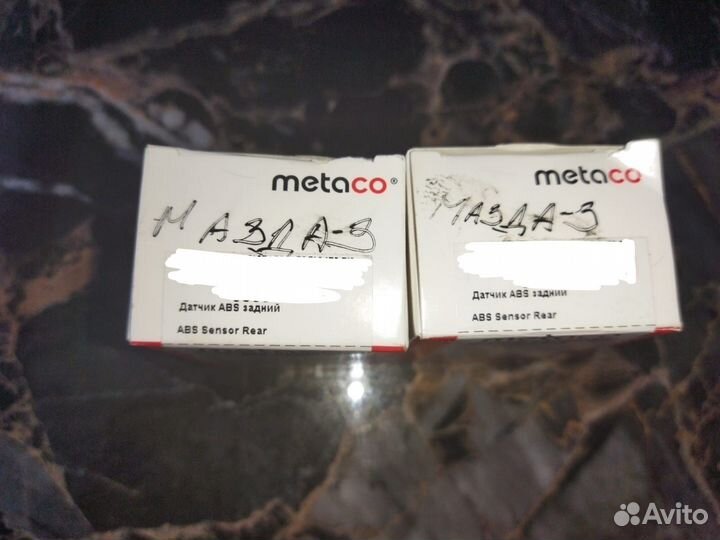 metaco®
МАЗДА-3
Датчик ABS задний
ABS Sensor Rear
metaco
МАЗДА-3
Датчик ABS задний
ABS Sensor Rear
Avito